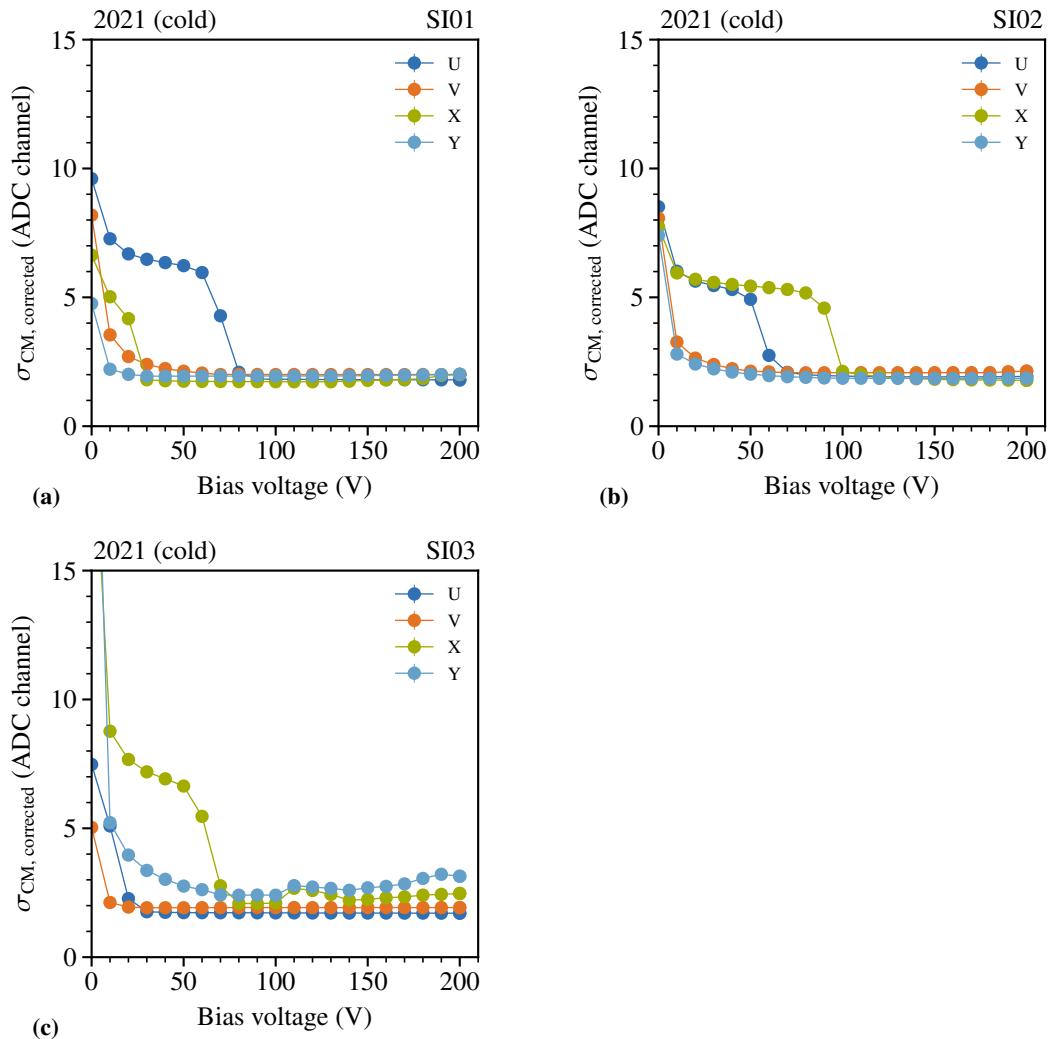 2021 (cold) SI01
15
10
5
0
σCM, corrected (ADC channel)
U
V
X
Y
0 50 100 150 200
Bias voltage (V)
(a)
2021 (cold) SI02
15
10
5
0
σCM, corrected (ADC channel)
U
V
X
Y
0 50 100 150 200
Bias voltage (V)
(b)
2021 (cold) SI03
15
10
5
0
σCM, corrected (ADC channel)
U
V
X
Y
0 50 100 150 200
Bias voltage (V)
(c)